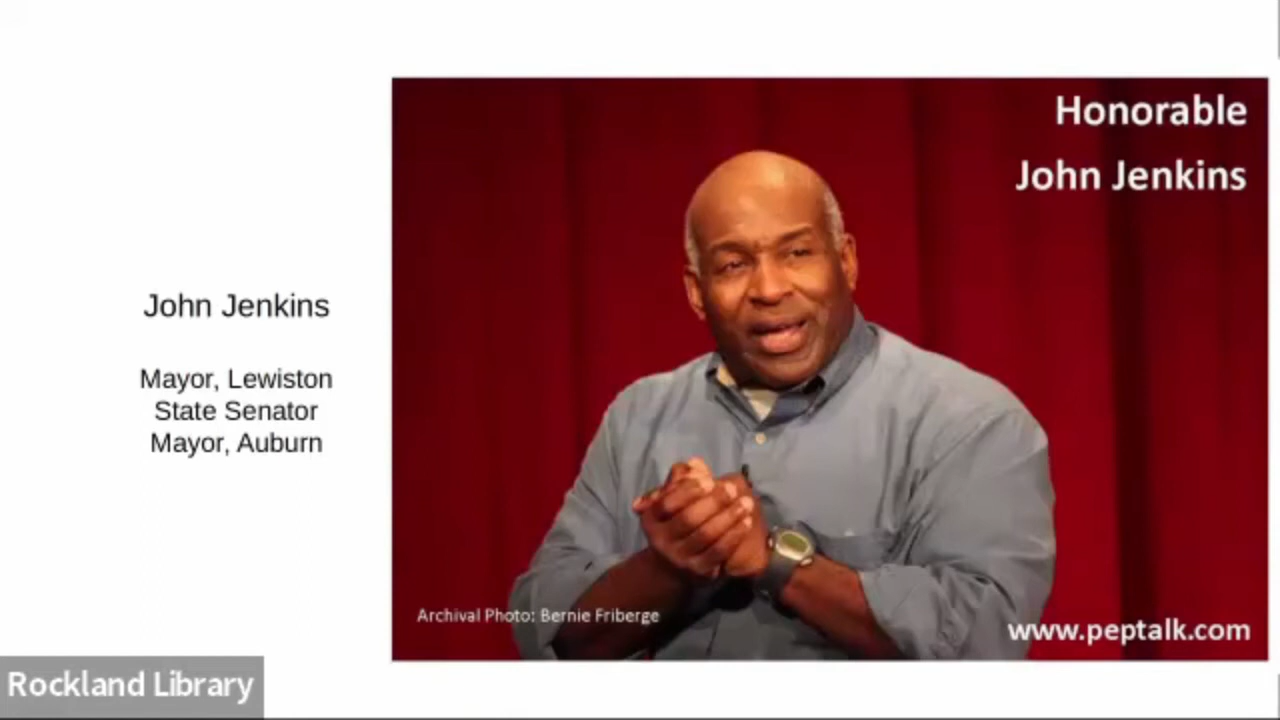 John Jenkins
Mayor, Lewiston
State Senator
Mayor, Auburn
Honorable
John Jenkins
Archival Photo: Bernie Friberge
www.peptalk.com
Rockland Library